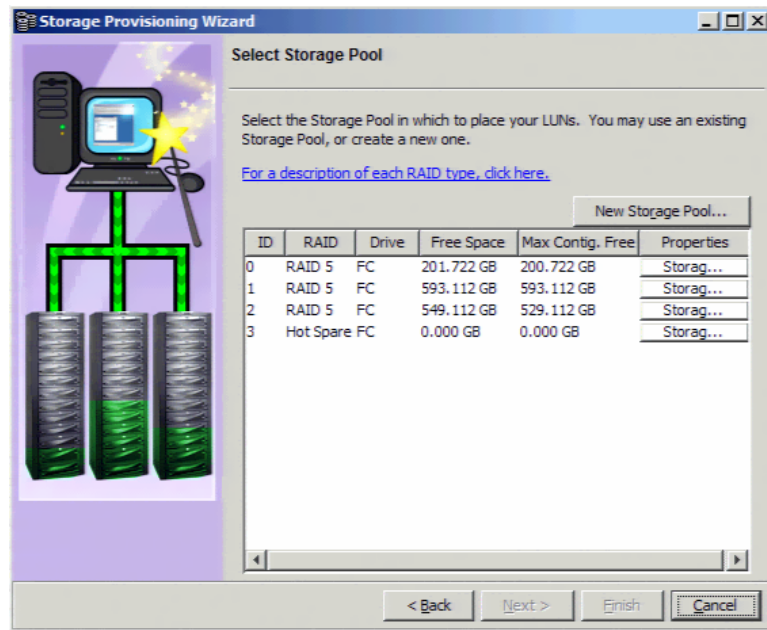 Storage Provisioning Wizard
Select Storage Pool
Select the Storage Pool in which to place your LUNs. You may use an existing
Storage Pool, or create a new one.
For a description of each RAID type, click here.
New Storage Pool...
ID RAID Drive Free Space Max Contig. Free Properties
0 RAID 5 FC 201.722 GB 200.722 GB Storag...
1 RAID 5 FC 593.112 GB 593.112 GB Storag...
2 RAID 5 FC 549.112 GB 529.112 GB Storag...
3 Hot Spare FC 0.000 GB 0.000 GB Storag...
< Back Next > Finish Cancel